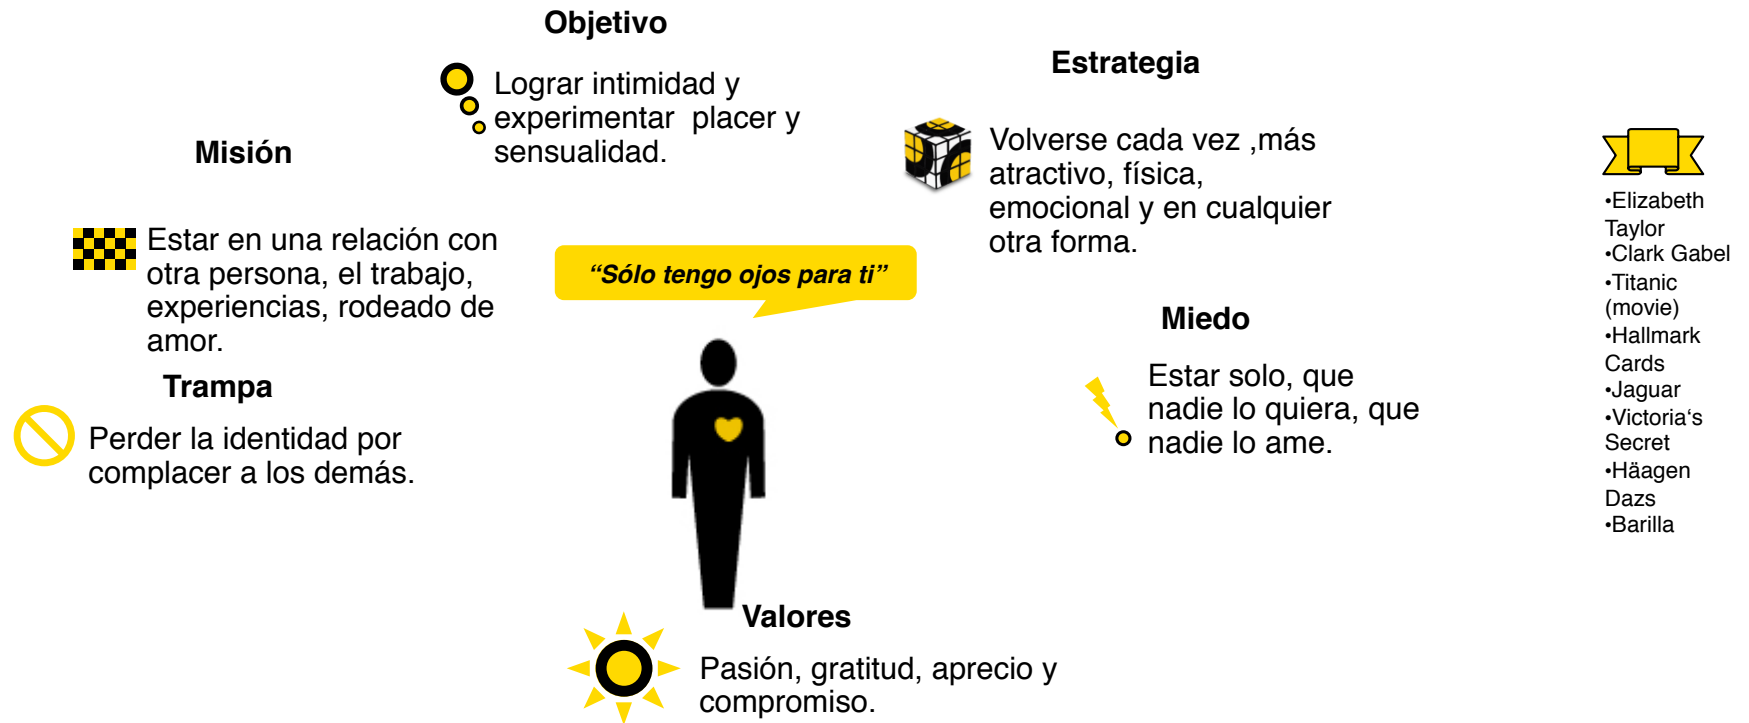 Objetivo
Lograr intimidad y
experimentar  placer y
sensualidad.
Estrategia
Volverse cada vez ,más
atractivo, física,
emocional y en cualquier
otra forma.
Misión
Estar en una relación con
otra persona, el trabajo,
experiencias, rodeado de
amor.
“Sólo tengo ojos para ti”
Miedo
Estar solo, que
nadie lo quiera, que
nadie lo ame.
Trampa
Perder la identidad por
complacer a los demás.
Valores
Pasión, gratitud, aprecio y
compromiso.
•Elizabeth
Taylor
•Clark Gabel
•Titanic
(movie)
•Hallmark
Cards
•Jaguar
•Victoria‘s
Secret
•Häagen
Dazs
•Barilla